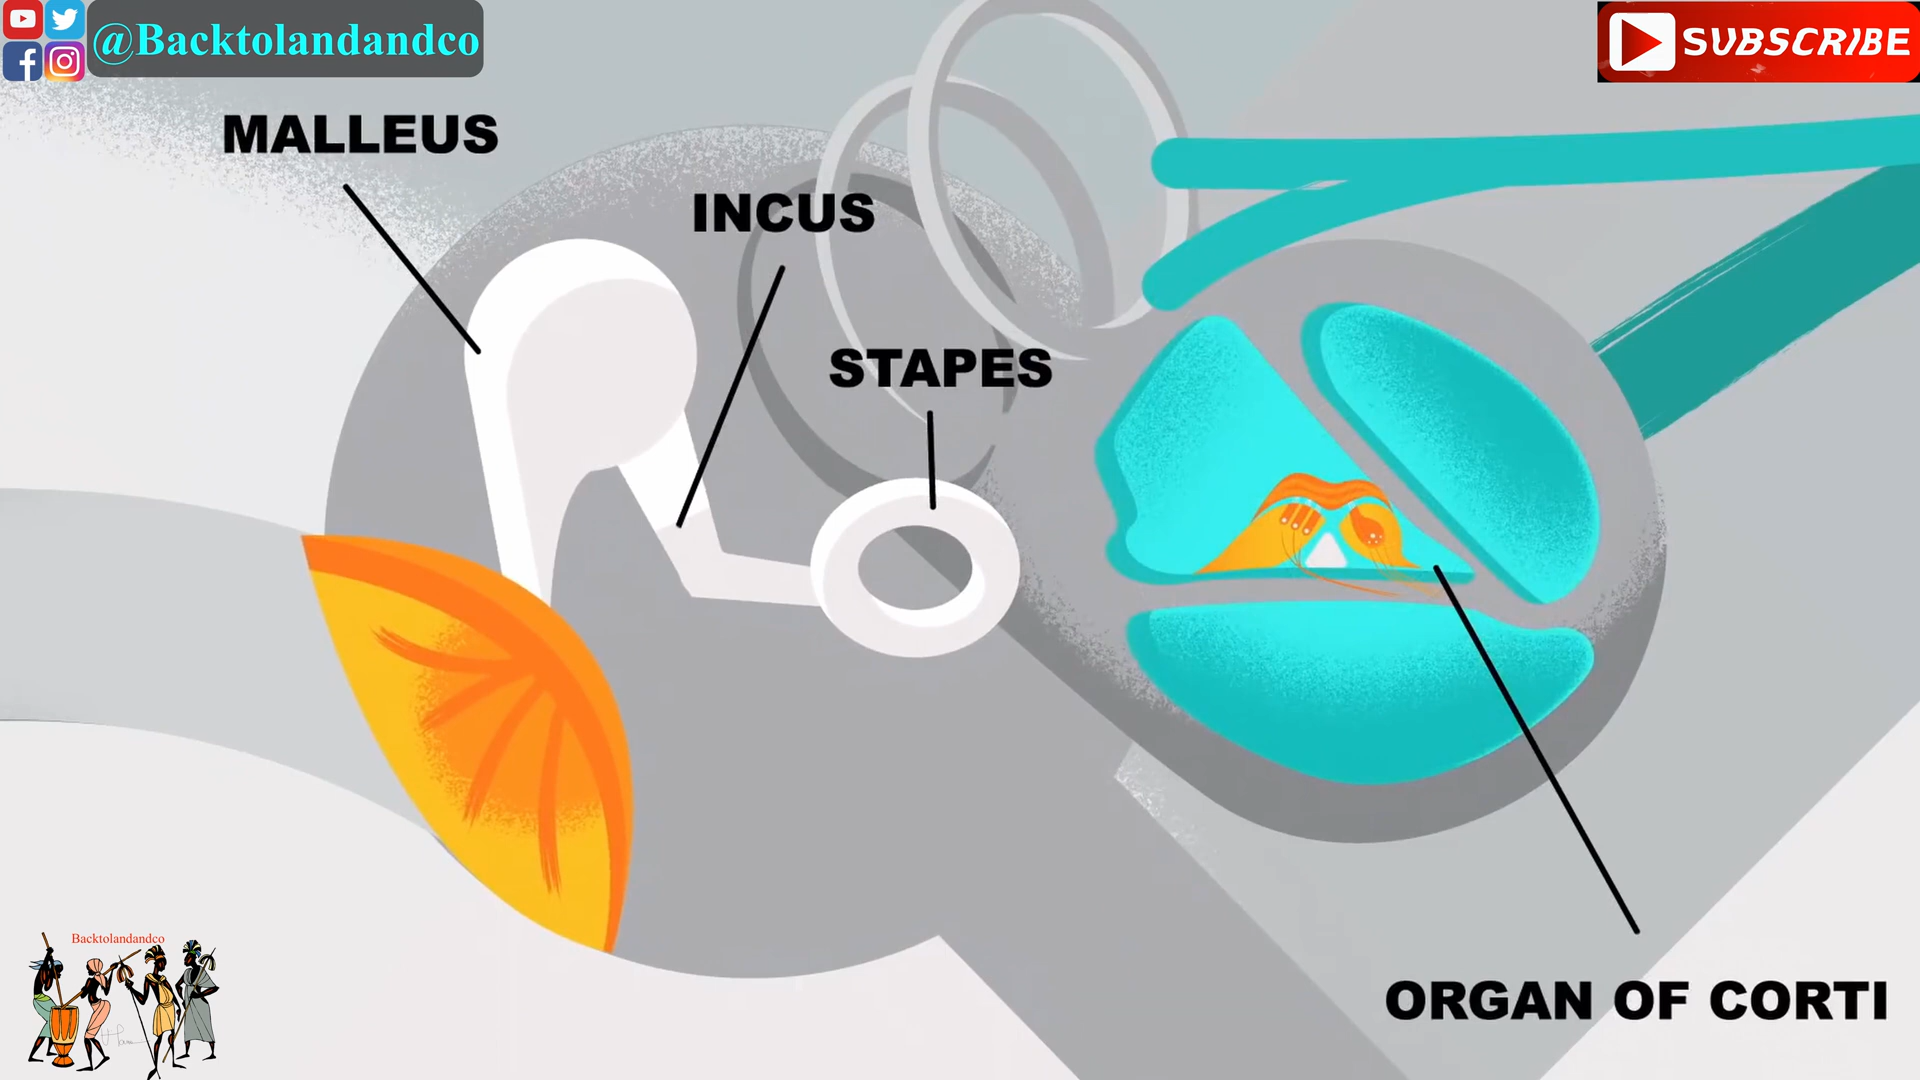 @Backtolandandco
SUBSCRIBE
MALLEUS
INCUS
STAPES
Backtolandandco
ORGAN OF CORTI